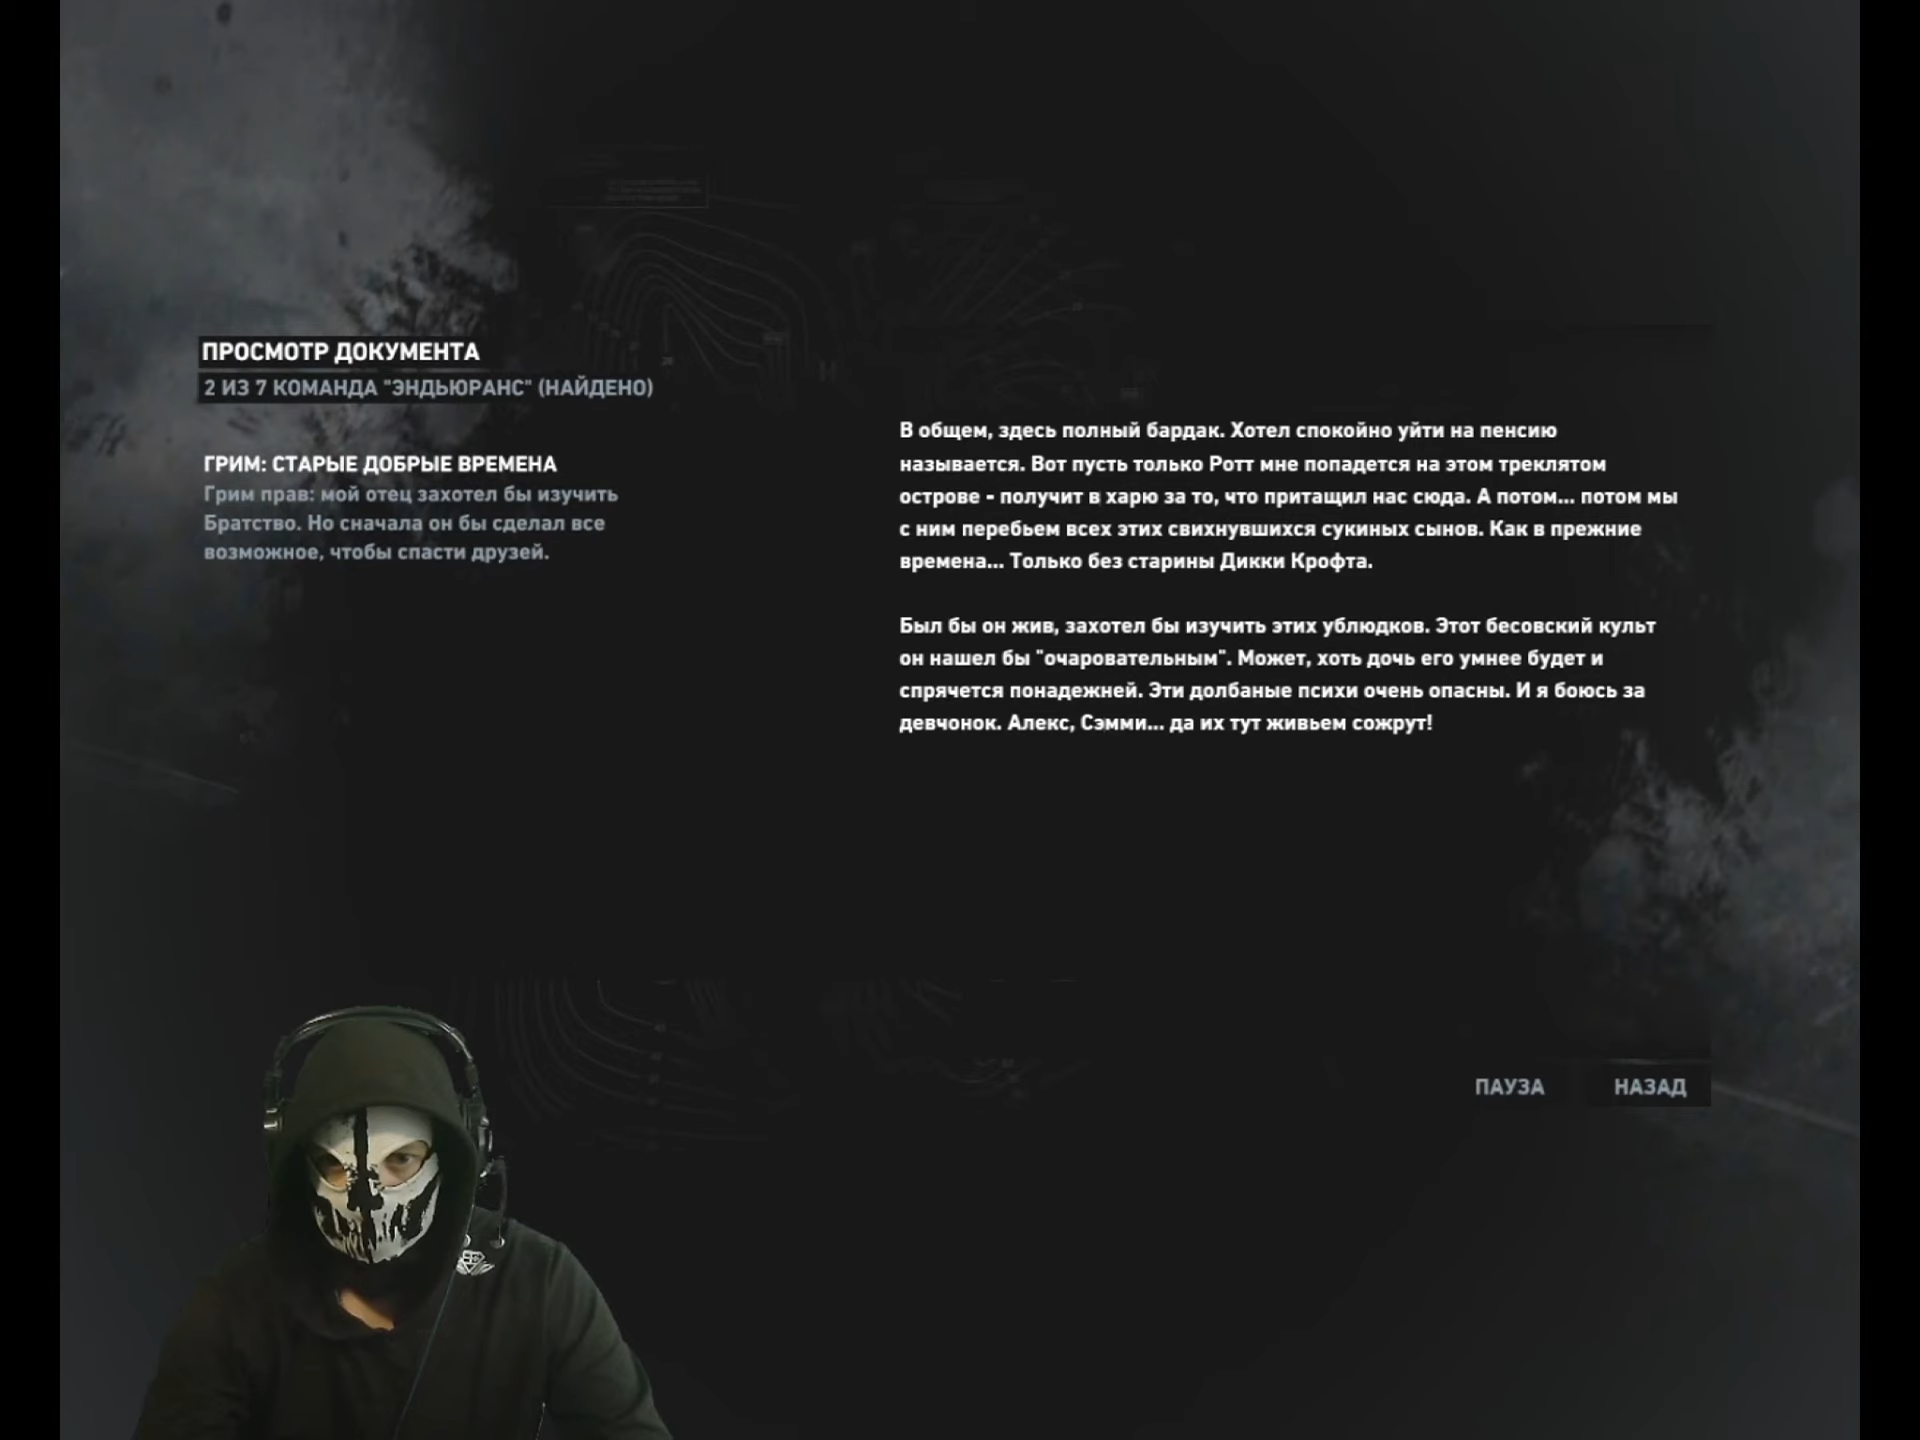 ПРОСМОТР ДОКУМЕНТА
2 ИЗ 7 КОМАНДА "ЭНДЬЮРАНС" (НАЙДЕНО)
ГРИМ: СТАРЫЕ ДОБРЫЕ ВРЕМЕНА
Грим прав: мой отец захотел бы изучить
Братство. Но сначала он бы сделал все
возможное, чтобы спасти друзей.
В общем, здесь полный бардак. Хотел спокойно уйти на пенсию
называется. Вот пусть только Ротт мне попадется на этом треклятом
острове - получит в харю за то, что притащил нас сюда. А потом... потом мы
с ним перебьем всех этих свихнувшихся сукиных сынов. Как в прежние
времена... Только без старины Дикки Крофта.
Был бы он жив, захотел бы изучить этих ублюдков. Этот бесовский культ
он нашел бы "очаровательным". Может, хоть дочь его умнее будет и
спрячется понадежней. Эти долбаные психи очень опасны. И я боюсь за
девчонок. Алекс, Сэмми... да их тут живьем сожрут!
ПАУЗА
НАЗАД